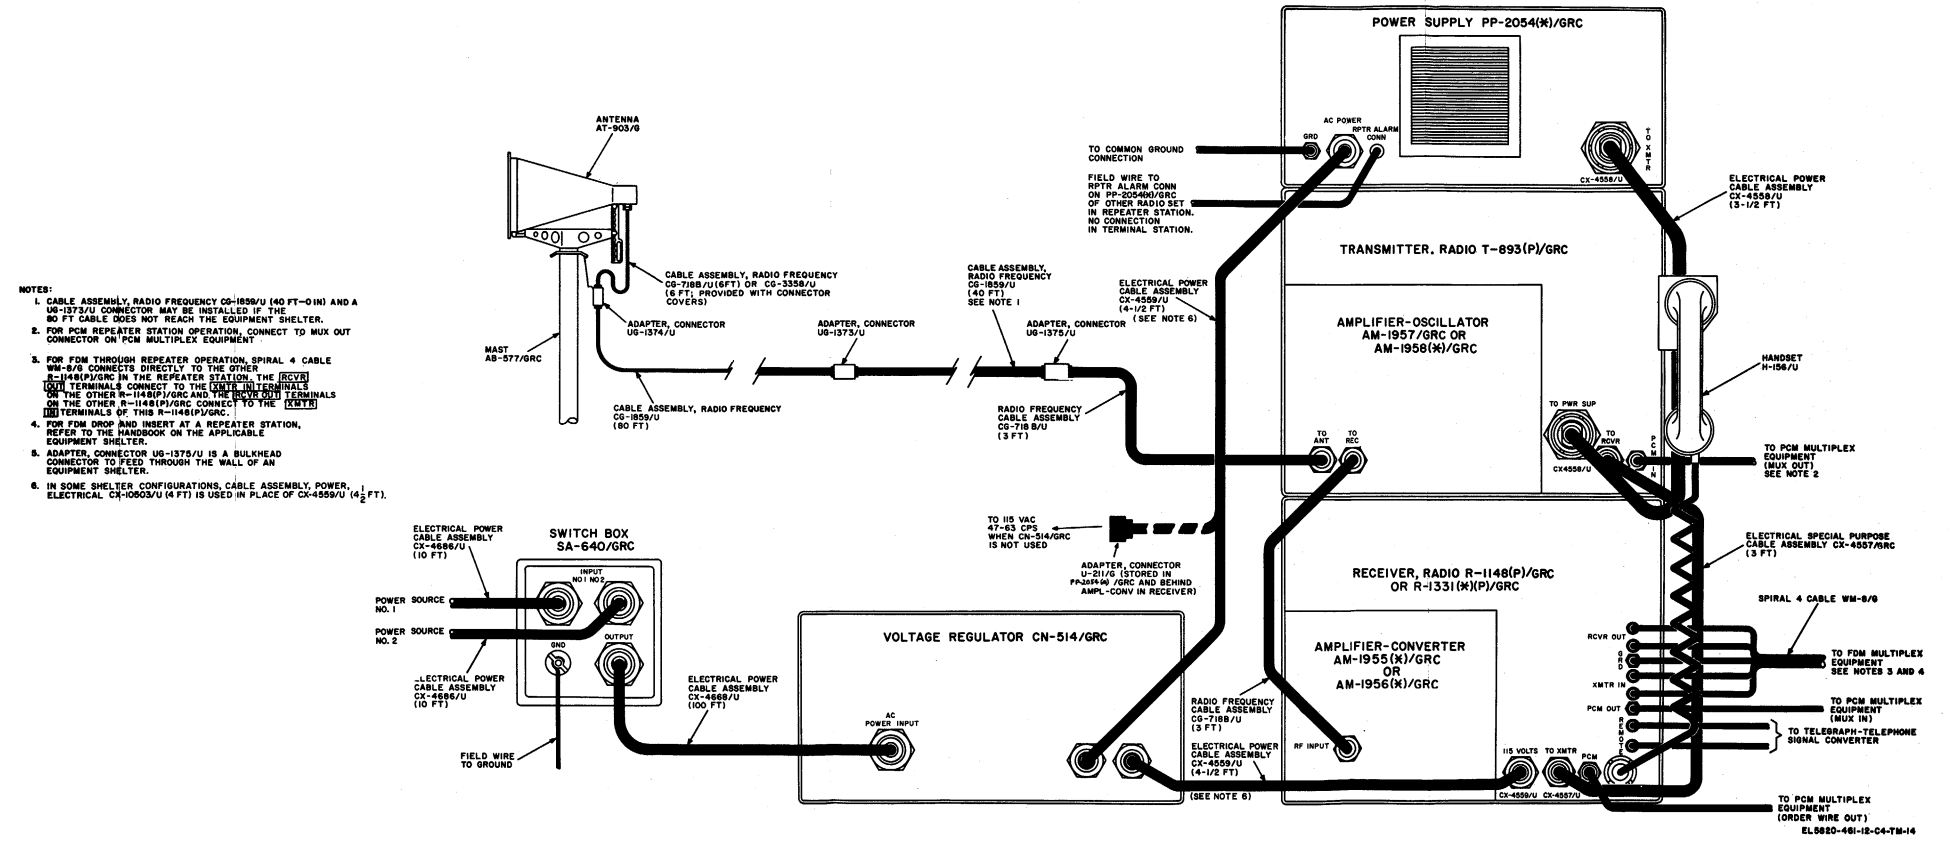 POWER SUPPLY PP-2054(*)/GRC
AC POWER
GRD
RPTR ALARM
CONN
TO XMTR
CX-4558/U
TO COMMON GROUND
CONNECTION
FIELD WIRE TO
RPTR ALARM CONN
ON PP-2054(*)/GRC
OF OTHER RADIO SET
IN REPEATER STATION.
NO CONNECTION
IN TERMINAL STATION.
ELECTRICAL POWER
CABLE ASSEMBLY
CX-4558/U
(3-1/2 FT)
ANTENNA
AT-903/G
CABLE ASSEMBLY, RADIO FREQUENCY
CG-718B/U(6FT) OR CG-3358/U
(6 FT; PROVIDED WITH CONNECTOR
COVERS)
ADAPTER, CONNECTOR
UG-1374/U
MAST
AB-577/GRC
CABLE ASSEMBLY, RADIO FREQUENCY
CG-1859/U
(80 FT)
ADAPTER, CONNECTOR
UG-1373/U
CABLE ASSEMBLY,
RADIO FREQUENCY
CG-1859/U
(40 FT)
SEE NOTE 1
ADAPTER, CONNECTOR
UG-1375/U
RADIO FREQUENCY
CABLE ASSEMBLY
CG-718 B/U
(3 FT)
ELECTRICAL POWER
CABLE ASSEMBLY
CX-4559/U
(4-1/2 FT)
(SEE NOTE 6)
TRANSMITTER, RADIO T-893(P)/GRC
AMPLIFIER-OSCILLATOR
AM-1957/GRC OR
AM-1958(*)/GRC
TO
ANT
TO
REC
TO PWR SUP
CX4558/U
TO
RCVR
PCM IN
HANDSET
H-156/U
TO PCM MULTIPLEX
EQUIPMENT
(MUX OUT)
SEE NOTE 2
NOTES:
1. CABLE ASSEMBLY, RADIO FREQUENCY CG-1859/U (40 FT-0 IN) AND A
UG-1373/U CONNECTOR MAY BE INSTALLED IF THE
80 FT CABLE DOES NOT REACH THE EQUIPMENT SHELTER.
2. FOR PCM REPEATER STATION OPERATION, CONNECT TO MUX OUT
CONNECTOR ON PCM MULTIPLEX EQUIPMENT
3. FOR FDM THROUGH REPEATER OPERATION, SPIRAL 4 CABLE
WM-8/G CONNECTS DIRECTLY TO THE OTHER
R-1148(P)/GRC IN THE REPEATER STATION. THE RCVR
OUT TERMINALS CONNECT TO THE XMTR IN TERMINALS
ON THE OTHER R-1148(P)/GRC AND THE RCVR OUT TERMINALS
ON THE OTHER R-1148(P)/GRC CONNECT TO THE XMTR
IN TERMINALS OF THIS R-1148(P)/GRC.
4. FOR FDM DROP AND INSERT AT A REPEATER STATION,
REFER TO THE HANDBOOK ON THE APPLICABLE
EQUIPMENT SHELTER.
5. ADAPTER, CONNECTOR UG-1375/U IS A BULKHEAD
CONNECTOR TO FEED THROUGH THE WALL OF AN
EQUIPMENT SHELTER.
6. IN SOME SHELTER CONFIGURATIONS, CABLE ASSEMBLY, POWER,
ELECTRICAL CX-10503/U (4 FT) IS USED IN PLACE OF CX-4559/U (4 1/2 FT).
ELECTRICAL POWER
CABLE ASSEMBLY
CX-4686/U
(10 FT)
SWITCH BOX
SA-640/GRC
INPUT
NO1 NO2
OUTPUT
GND
POWER SOURCE
NO. 1
POWER SOURCE
NO. 2
LECTRICAL POWER
CABLE ASSEMBLY
CX-4686/U
(10 FT)
FIELD WIRE
TO GROUND
ELECTRICAL POWER
CABLE ASSEMBLY
CX-4668/U
(100 FT)
TO 115 VAC
47-63 CPS
WHEN CN-514/GRC
IS NOT USED
ADAPTER, CONNECTOR
U-211/G (STORED IN
PP-2054(*) /GRC AND BEHIND
AMPL-CONV IN RECEIVER)
VOLTAGE REGULATOR CN-514/GRC
AC
POWER INPUT
RADIO FREQUENCY
CABLE ASSEMBLY
CG-718B/U
(3 FT)
ELECTRICAL POWER
CABLE ASSEMBLY
CX-4559/U
(4-1/2 FT)
(SEE NOTE 6)
RECEIVER, RADIO R-1148(P)/GRC
OR R-1331(*)(P)/GRC
AMPLIFIER-CONVERTER
AM-1955(*)/GRC
OR
AM-1956(*)/GRC
RF INPUT
RCVR OUT
GRD
XMTR IN
PCM OUT
REMOTE
115 VOLTS
TO XMTR
PCM
CX-4559/U
CX-4557/U
ELECTRICAL SPECIAL PURPOSE
CABLE ASSEMBLY CX-4557/GRC
(3 FT)
SPIRAL 4 CABLE WM-8/G
TO FDM MULTIPLEX
EQUIPMENT
SEE NOTES 3 AND 4
TO PCM MULTIPLEX
EQUIPMENT
(MUX IN)
TO TELEGRAPH-TELEPHONE
SIGNAL CONVERTER
TO PCM MULTIPLEX
EQUIPMENT
(ORDER WIRE OUT)
EL5820-461-12-C4-TM-14